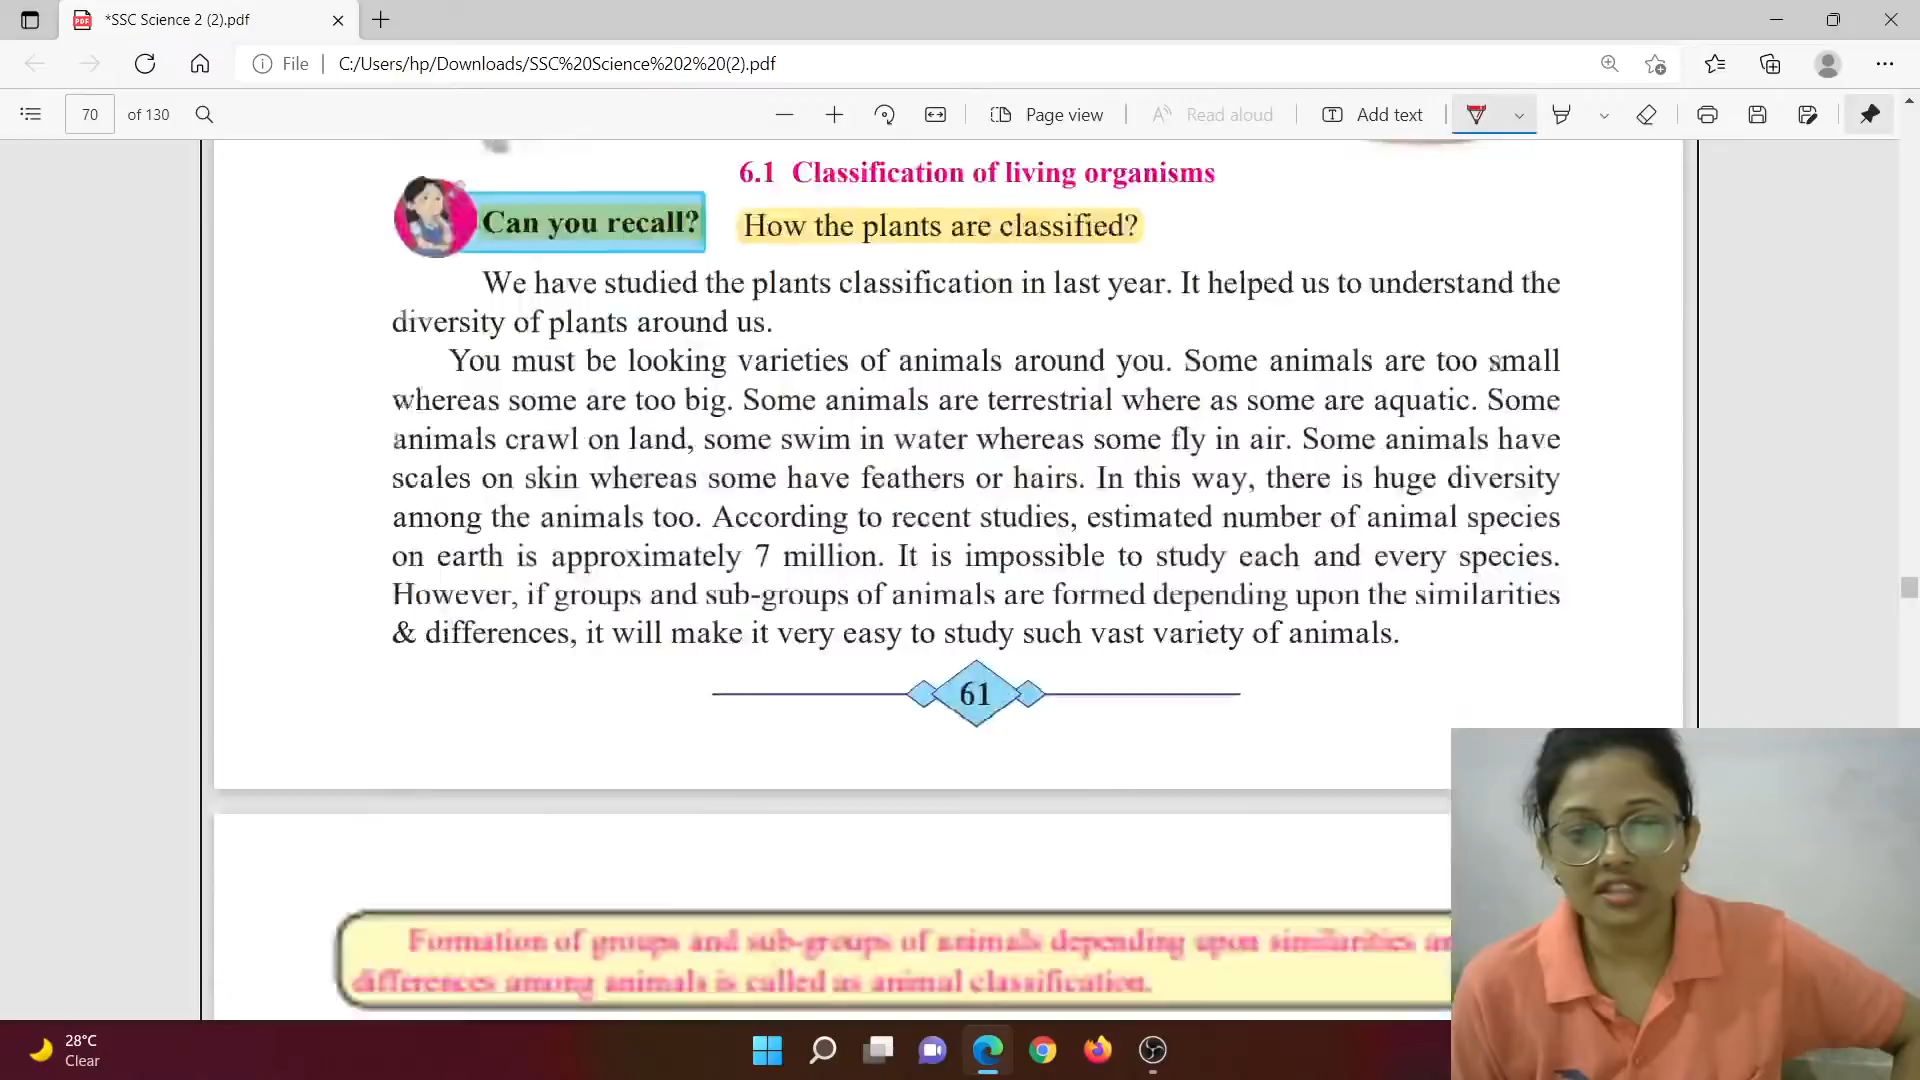 *SSC Science 2 (2).pdf
File
C:/Users/hp/Downloads/SSC%20Science%202%20(2).pdf
70 of 130
Page view
Read aloud
Add text
6.1 Classification of living organisms
Can you recall?
How the plants are classified?
We have studied the plants classification in last year. It helped us to understand the
diversity of plants around us.
You must be looking varieties of animals around you. Some animals are too small
whereas some are too big. Some animals are terrestrial where as some are aquatic. Some
animals crawl on land, some swim in water whereas some fly in air. Some animals have
scales on skin whereas some have feathers or hairs. In this way, there is huge diversity
among the animals too. According to recent studies, estimated number of animal species
on earth is approximately 7 million. It is impossible to study each and every species.
However, if groups and sub-groups of animals are formed depending upon the similarities
& differences, it will make it very easy to study such vast variety of animals.
61
Formation of groups and sub-groups of animals depending upon similarities
differences among animals is called as animal classification.
28°C
Clear